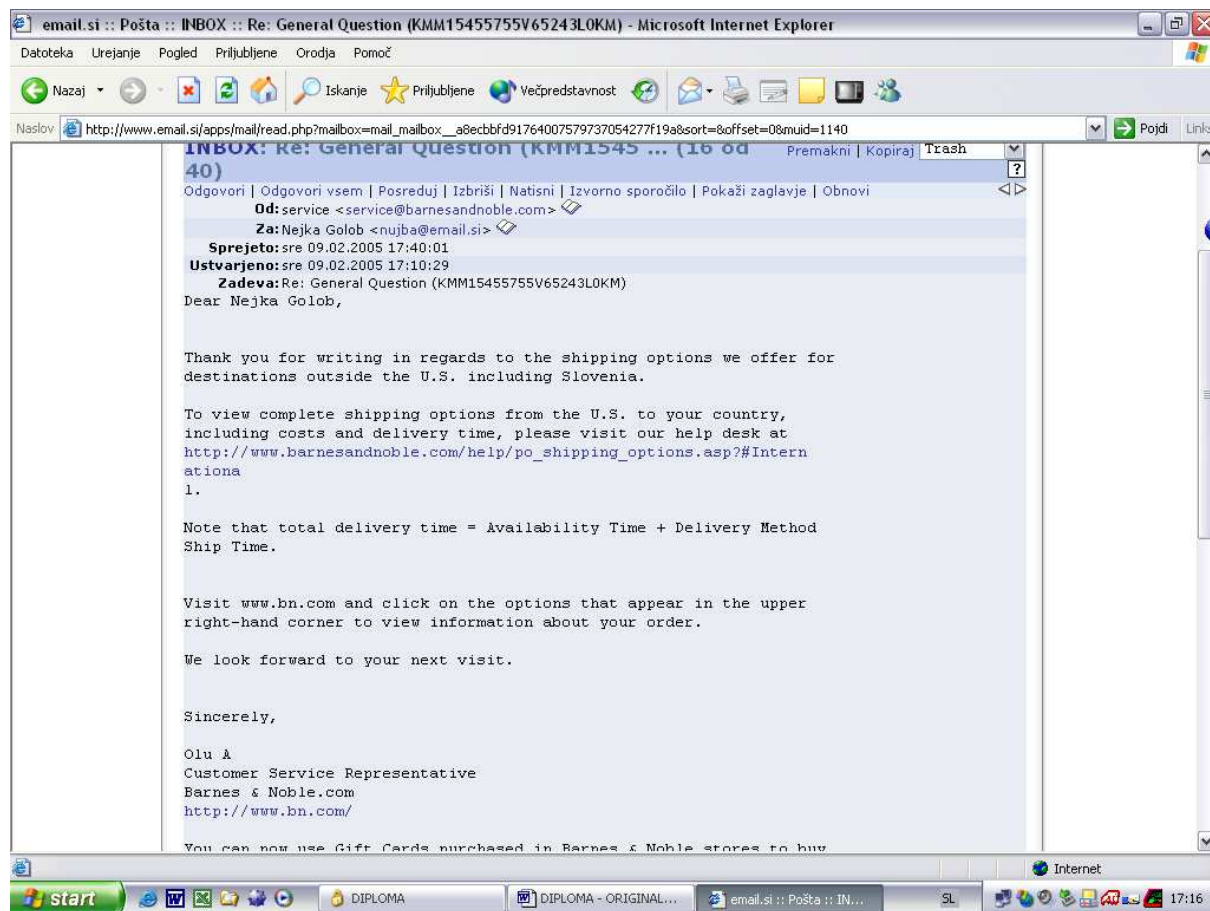 email.si :: Pošta :: INBOX :: Re: General Question (KMM15455755V65243L0KM) - Microsoft Internet Explorer
Datoteka Urejanje Pogled Priljubljene Orodja Pomoč
Nazaj Iskanje Priljubljene Večpredstavnost
Naslov http://www.email.si/apps/mail/read.php?mailbox=mail_mailbox__a8ecbbfd91764007579737054277f19a&sort=&offset=0&muid=1140 Pojdi Links
INBOX: Re: General Question (KMM1545 ... (16 od 40) Premakni | Kopiraj Trash
?
Odgovori | Odgovori vsem | Posreduj | Izbriši | Natisni | Izvorno sporočilo | Pokaži zaglavje | Obnovi
Od: service <service@barnesandnoble.com>
Za: Nejka Golob <nujba@email.si>
Sprejeto: sre 09.02.2005 17:40:01
Ustvarjeno: sre 09.02.2005 17:10:29
Zadeva: Re: General Question (KMM15455755V65243L0KM)
Dear Nejka Golob,
Thank you for writing in regards to the shipping options we offer for
destinations outside the U.S. including Slovenia.
To view complete shipping options from the U.S. to your country,
including costs and delivery time, please visit our help desk at
http://www.barnesandnoble.com/help/po_shipping_options.asp?#Intern
ationa
l.
Note that total delivery time = Availability Time + Delivery Method
Ship Time.
Visit www.bn.com and click on the options that appear in the upper
right-hand corner to view information about your order.
We look forward to your next visit.
Sincerely,
Olu A
Customer Service Representative
Barnes & Noble.com
http://www.bn.com/
You can now use Gift Cards purchased in Barnes & Noble stores to buy
Internet
start DIPLOMA DIPLOMA - ORIGINAL... email.si :: Pošta :: IN... SL 17:16